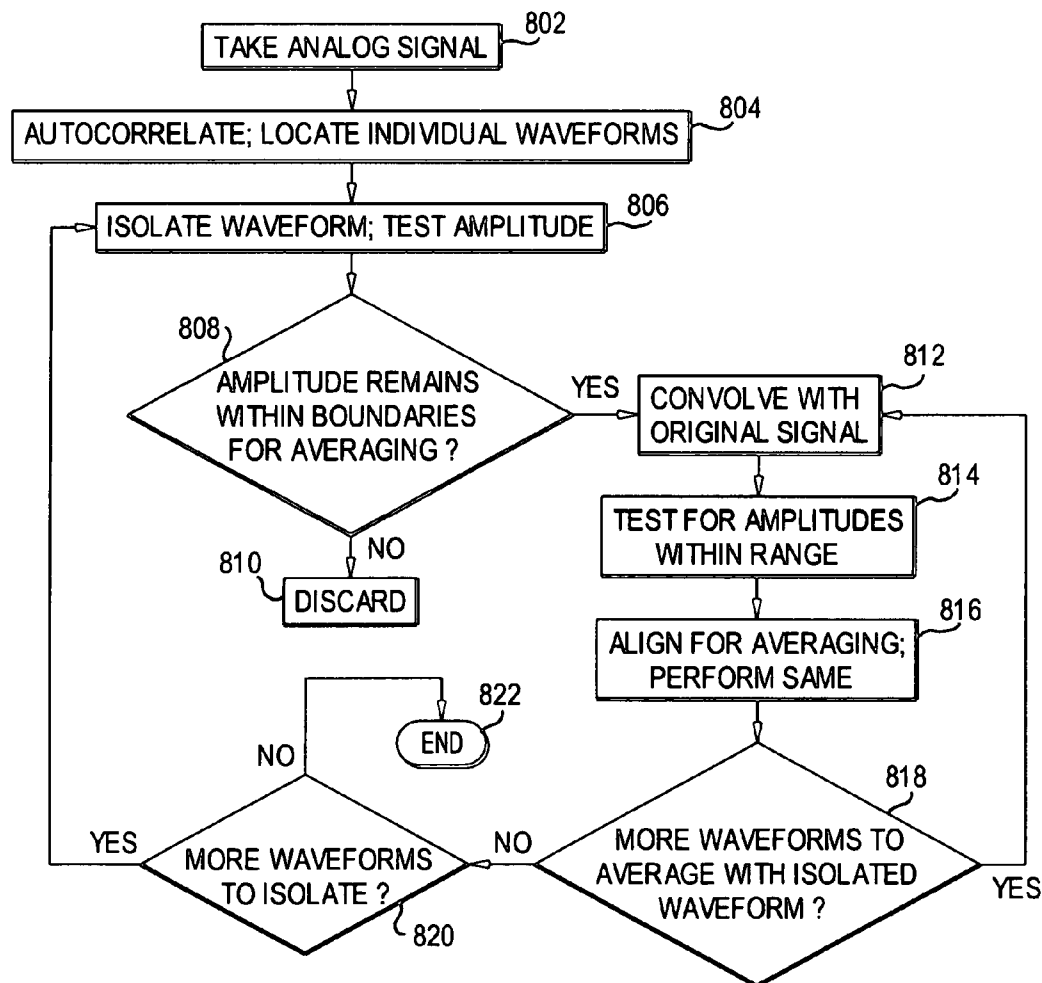 802
TAKE ANALOG SIGNAL
804
AUTOCORRELATE; LOCATE INDIVIDUAL WAVEFORMS
806
ISOLATE WAVEFORM; TEST AMPLITUDE
808
AMPLITUDE REMAINS
WITHIN BOUNDARIES
FOR AVERAGING ?
YES
NO
810
DISCARD
812
CONVOLVE WITH
ORIGINAL SIGNAL
814
TEST FOR AMPLITUDES
WITHIN RANGE
816
ALIGN FOR AVERAGING;
PERFORM SAME
818
MORE WAVEFORMS TO
AVERAGE WITH ISOLATED
WAVEFORM ?
YES
NO
MORE WAVEFORMS
TO ISOLATE ?
820
YES
NO
822
END